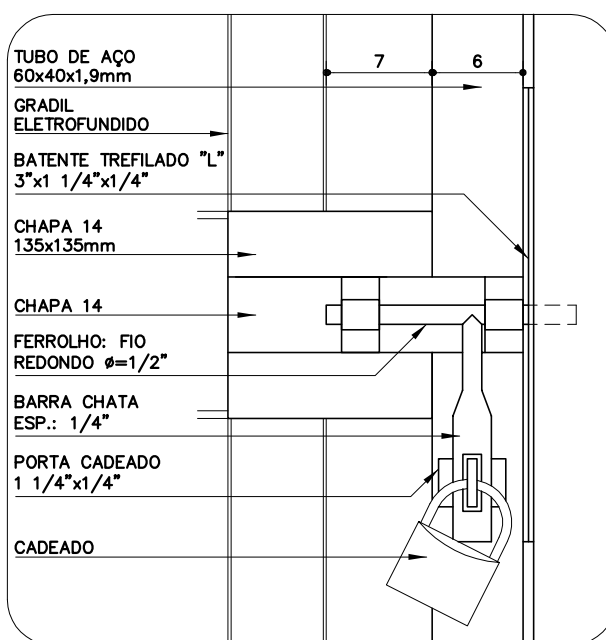 TUBO DE AÇO
60x40x1,9mm
GRADIL
ELETROFUNDIDO
BATENTE TREFILADO "L"
3"x1 1/4"x1/4"
CHAPA 14
135x135mm
CHAPA 14
FERROLHO: FIO
REDONDO ø=1/2"
BARRA CHATA
ESP.: 1/4"
PORTA CADEADO
1 1/4"x1/4"
CADEADO
7
6